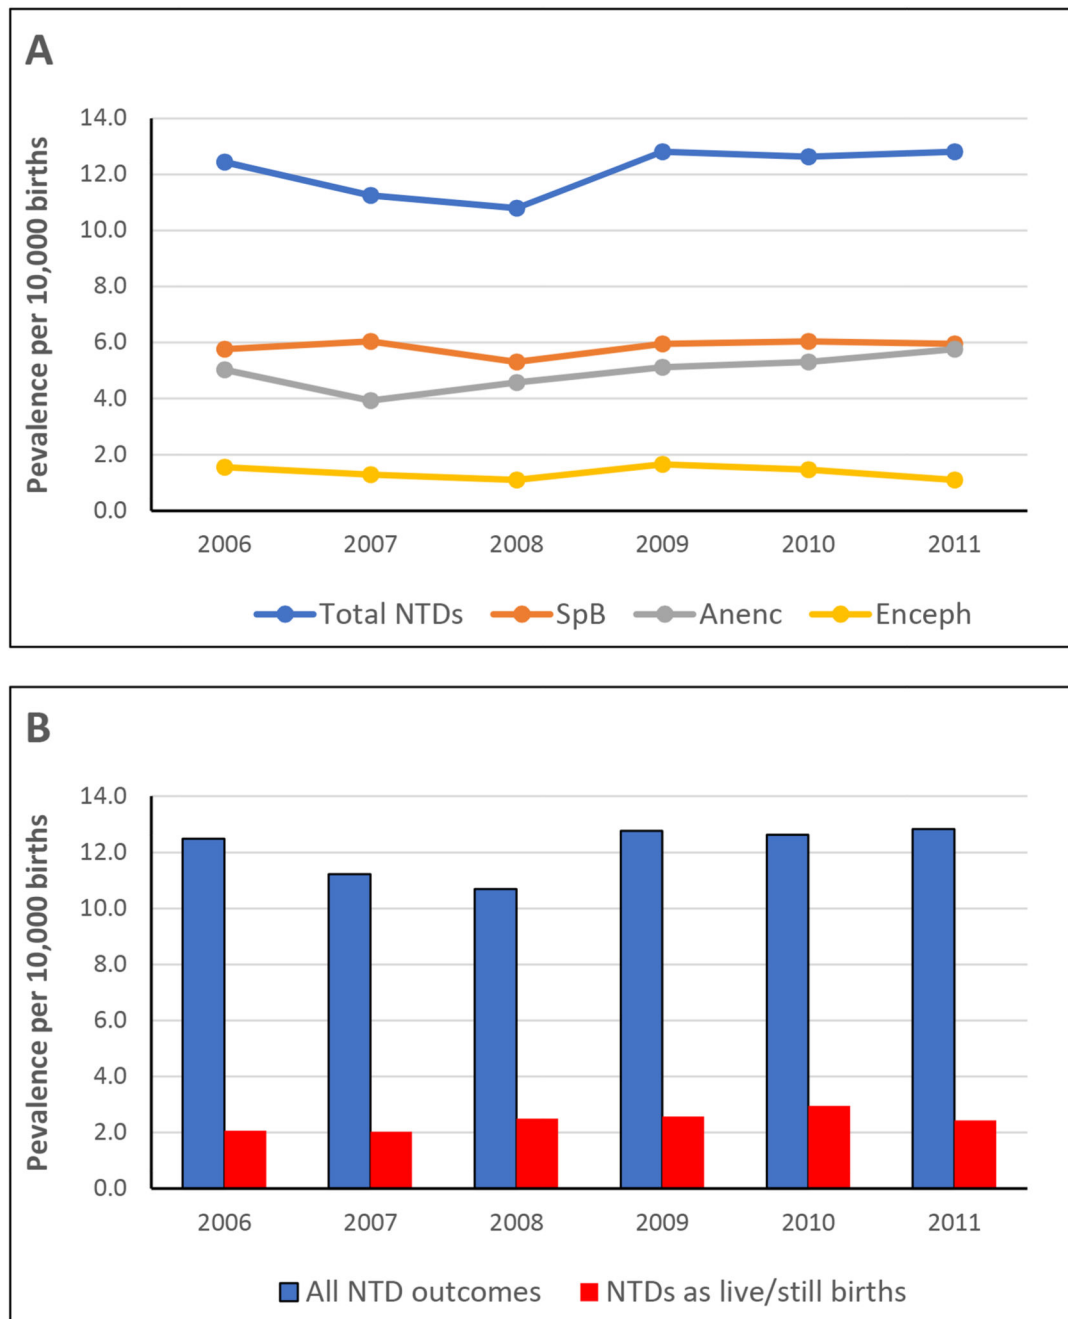 A
Pevalence per 10,000 births
14.0
12.0
10.0
8.0
6.0
4.0
2.0
0.0
2006 2007 2008 2009 2010 2011
Total NTDs SpB Anenc Enceph
B
Pevalence per 10,000 births
14.0
12.0
10.0
8.0
6.0
4.0
2.0
0.0
2006 2007 2008 2009 2010 2011
All NTD outcomes NTDs as live/still births